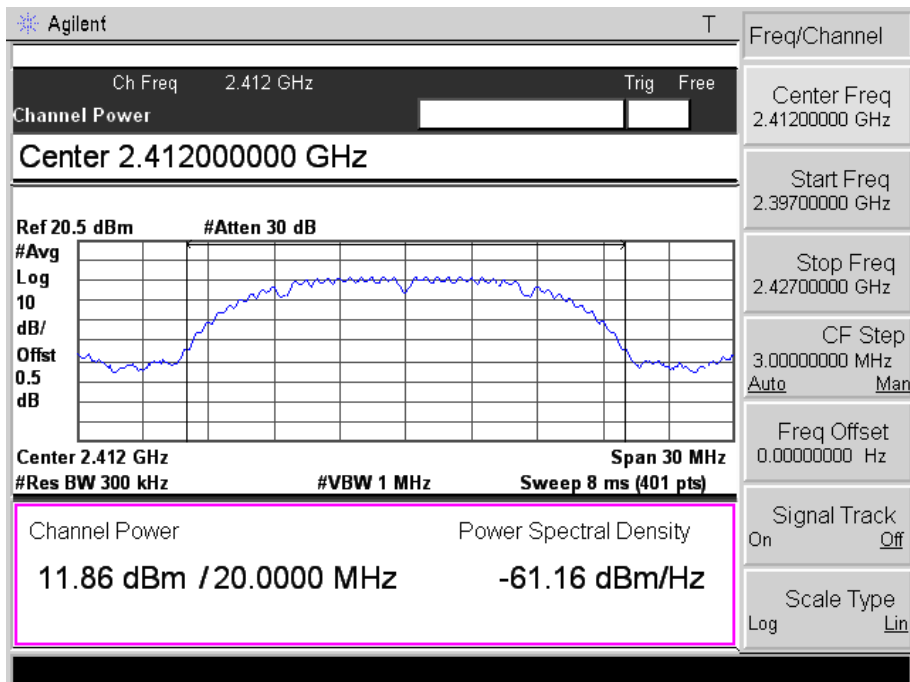 Agilent T
Ch Freq 2.412 GHz Trig Free
Channel Power
Center 2.412000000 GHz
Ref 20.5 dBm #Atten 30 dB
#Avg
Log
10
dB/
Offst
0.5
dB
Center 2.412 GHz Span 30 MHz
#Res BW 300 kHz #VBW 1 MHz Sweep 8 ms (401 pts)
Channel Power Power Spectral Density
11.86 dBm / 20.0000 MHz -61.16 dBm/Hz
Freq/Channel
Center Freq
2.41200000 GHz
Start Freq
2.39700000 GHz
Stop Freq
2.42700000 GHz
CF Step
3.00000000 MHz
Auto Man
Freq Offset
0.00000000 Hz
Signal Track
On Off
Scale Type
Log Lin